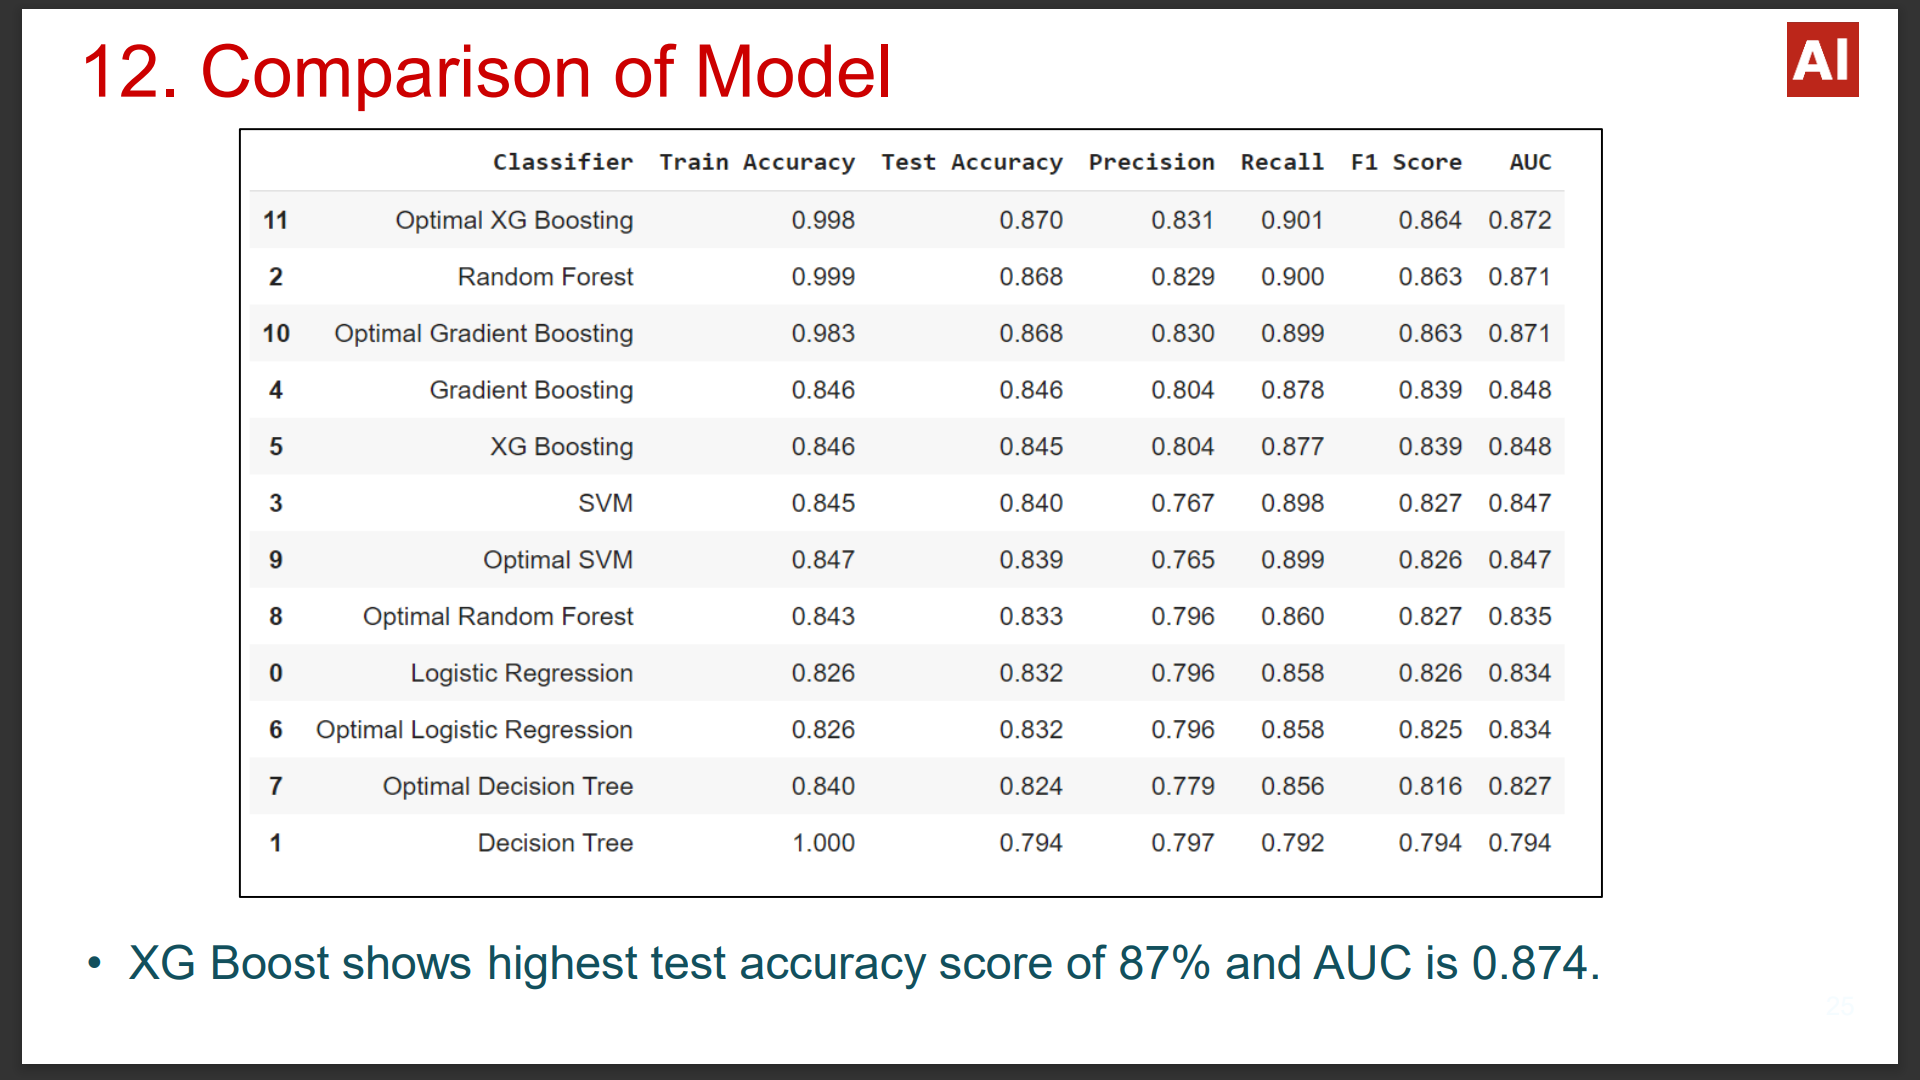 12. Comparison of Model
AI
Classifier Train Accuracy Test Accuracy Precision Recall F1 Score AUC
11 Optimal XG Boosting 0.998 0.870 0.831 0.901 0.864 0.872
2 Random Forest 0.999 0.868 0.829 0.900 0.863 0.871
10 Optimal Gradient Boosting 0.983 0.868 0.830 0.899 0.863 0.871
4 Gradient Boosting 0.846 0.846 0.804 0.878 0.839 0.848
5 XG Boosting 0.846 0.845 0.804 0.877 0.839 0.848
3 SVM 0.845 0.840 0.767 0.898 0.827 0.847
9 Optimal SVM 0.847 0.839 0.765 0.899 0.826 0.847
8 Optimal Random Forest 0.843 0.833 0.796 0.860 0.827 0.835
0 Logistic Regression 0.826 0.832 0.796 0.858 0.826 0.834
6 Optimal Logistic Regression 0.826 0.832 0.796 0.858 0.825 0.834
7 Optimal Decision Tree 0.840 0.824 0.779 0.856 0.816 0.827
1 Decision Tree 1.000 0.794 0.797 0.792 0.794 0.794
• XG Boost shows highest test accuracy score of 87% and AUC is 0.874.
25